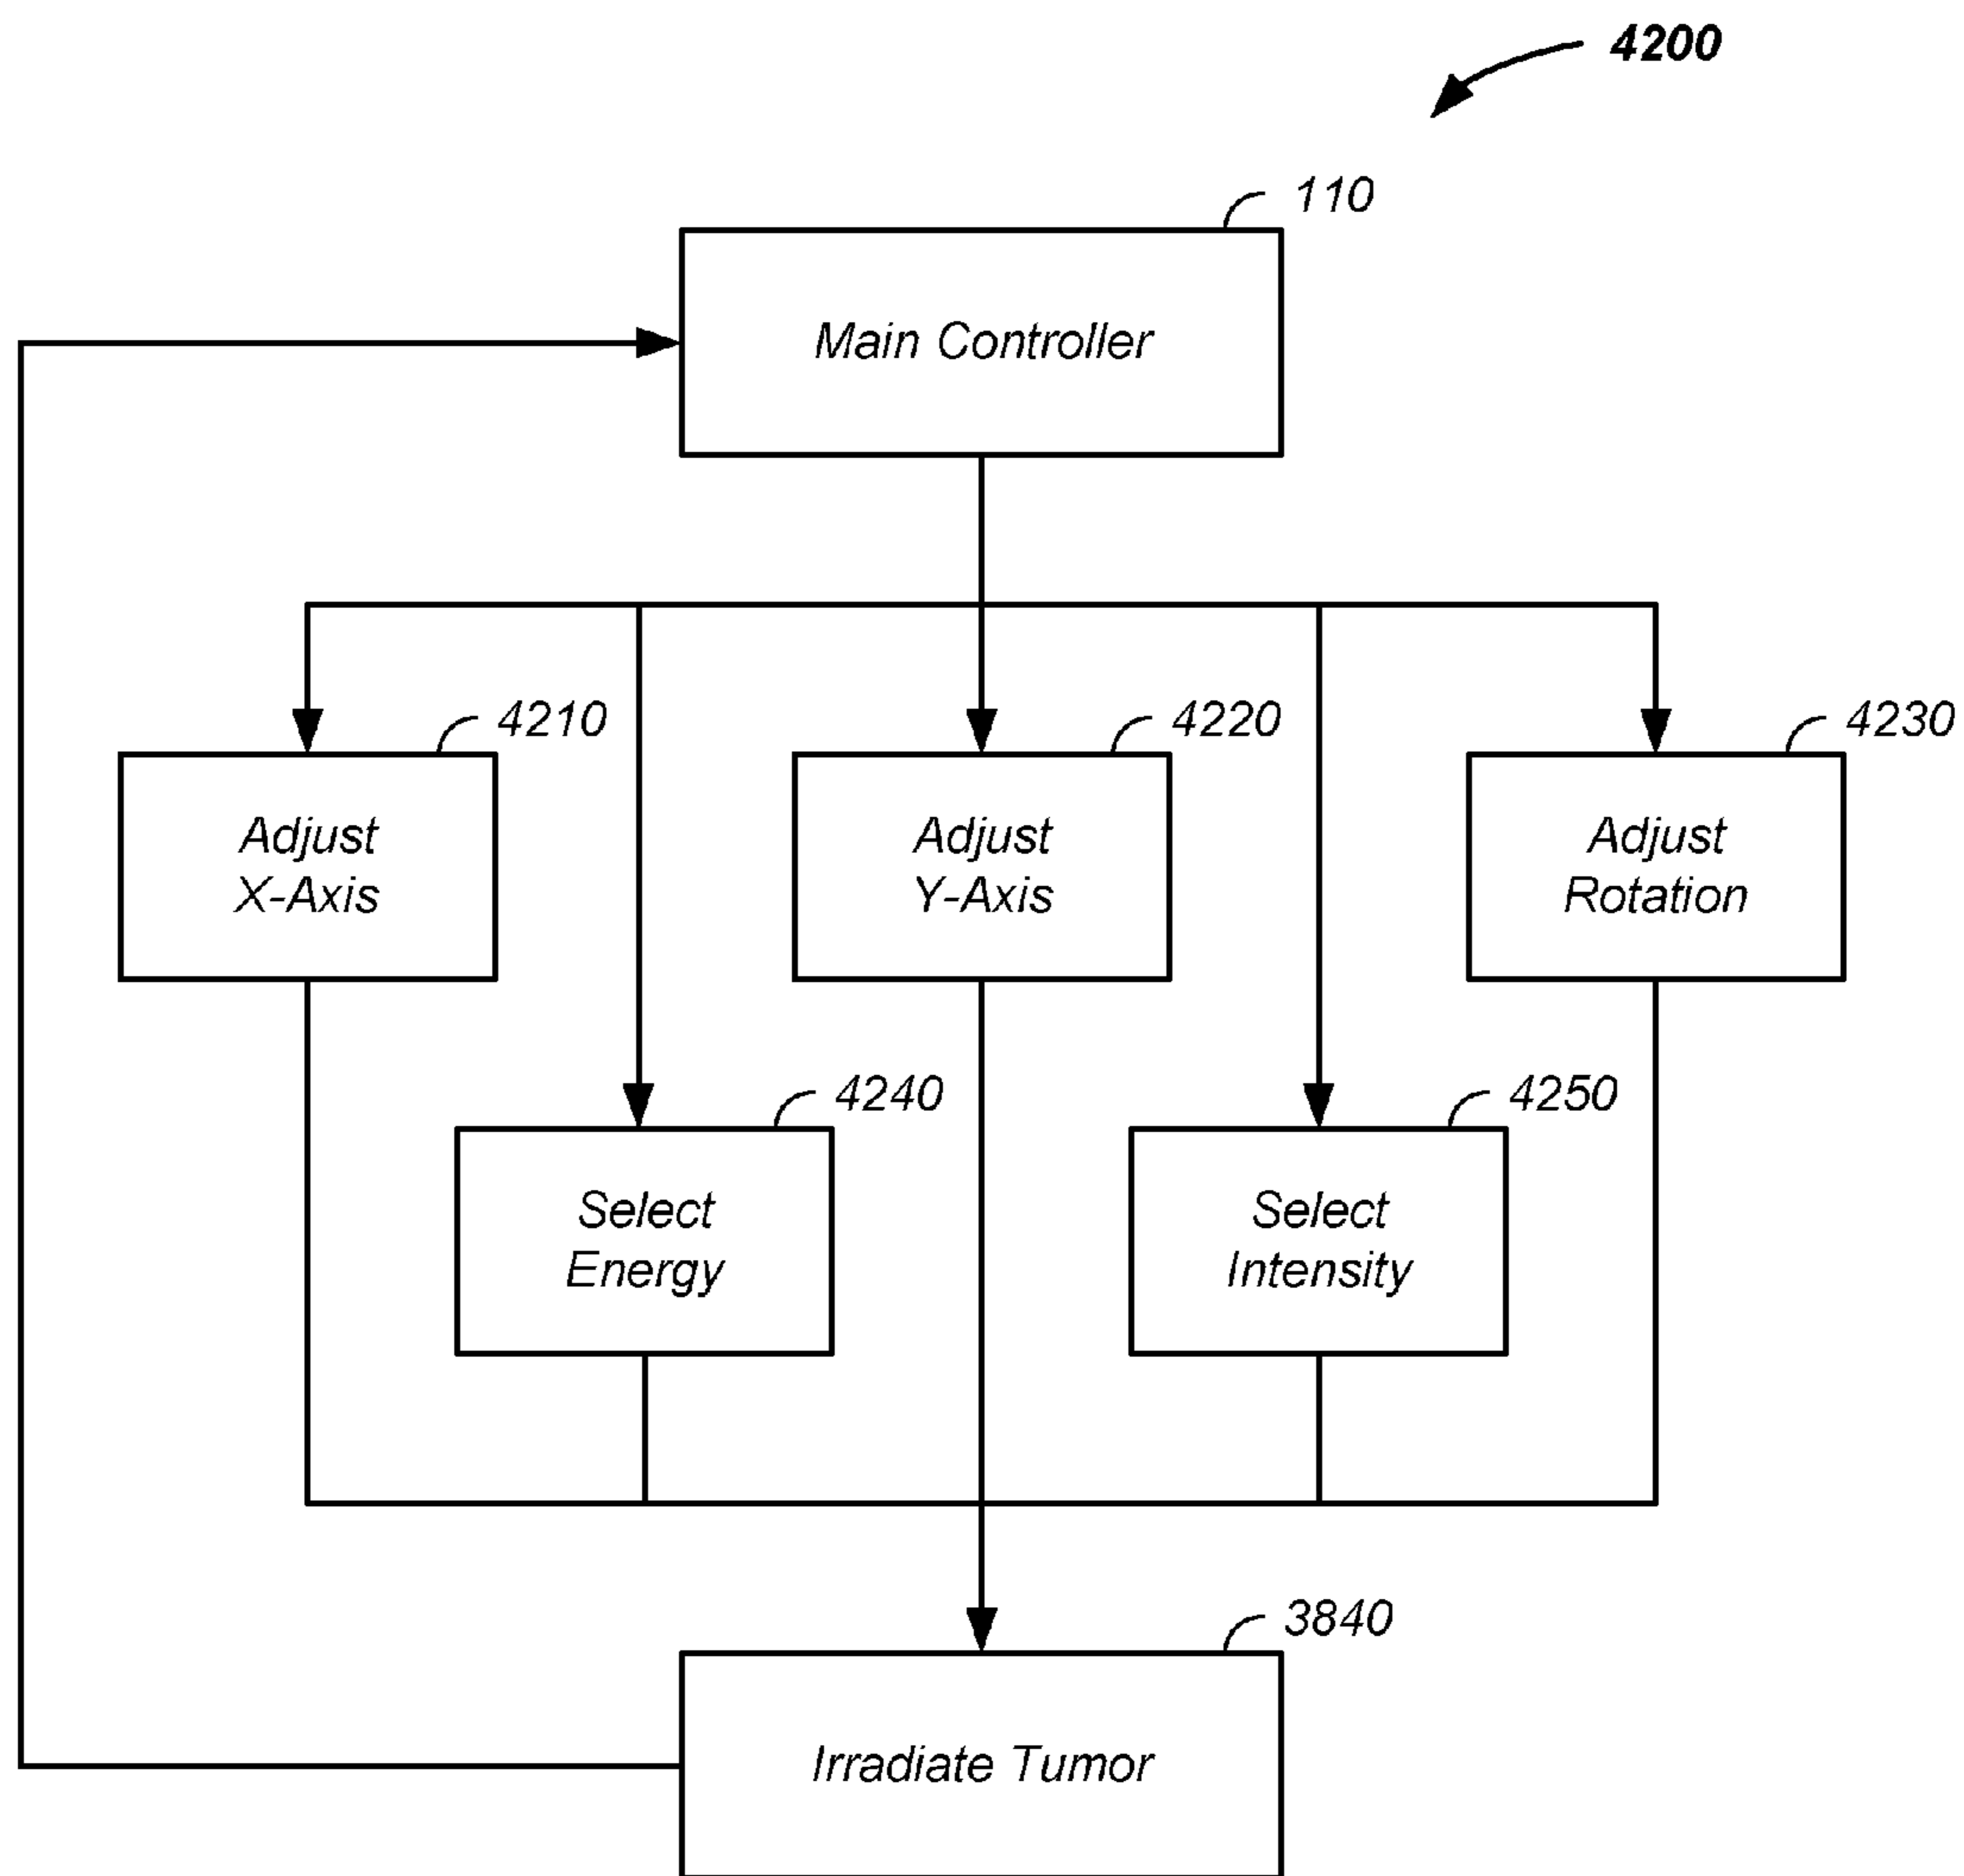 4200
110
Main Controller
4210
4220
4230
Adjust
X-Axis
Adjust
Y-Axis
Adjust
Rotation
4240
4250
Select
Energy
Select
Intensity
3840
Irradiate Tumor